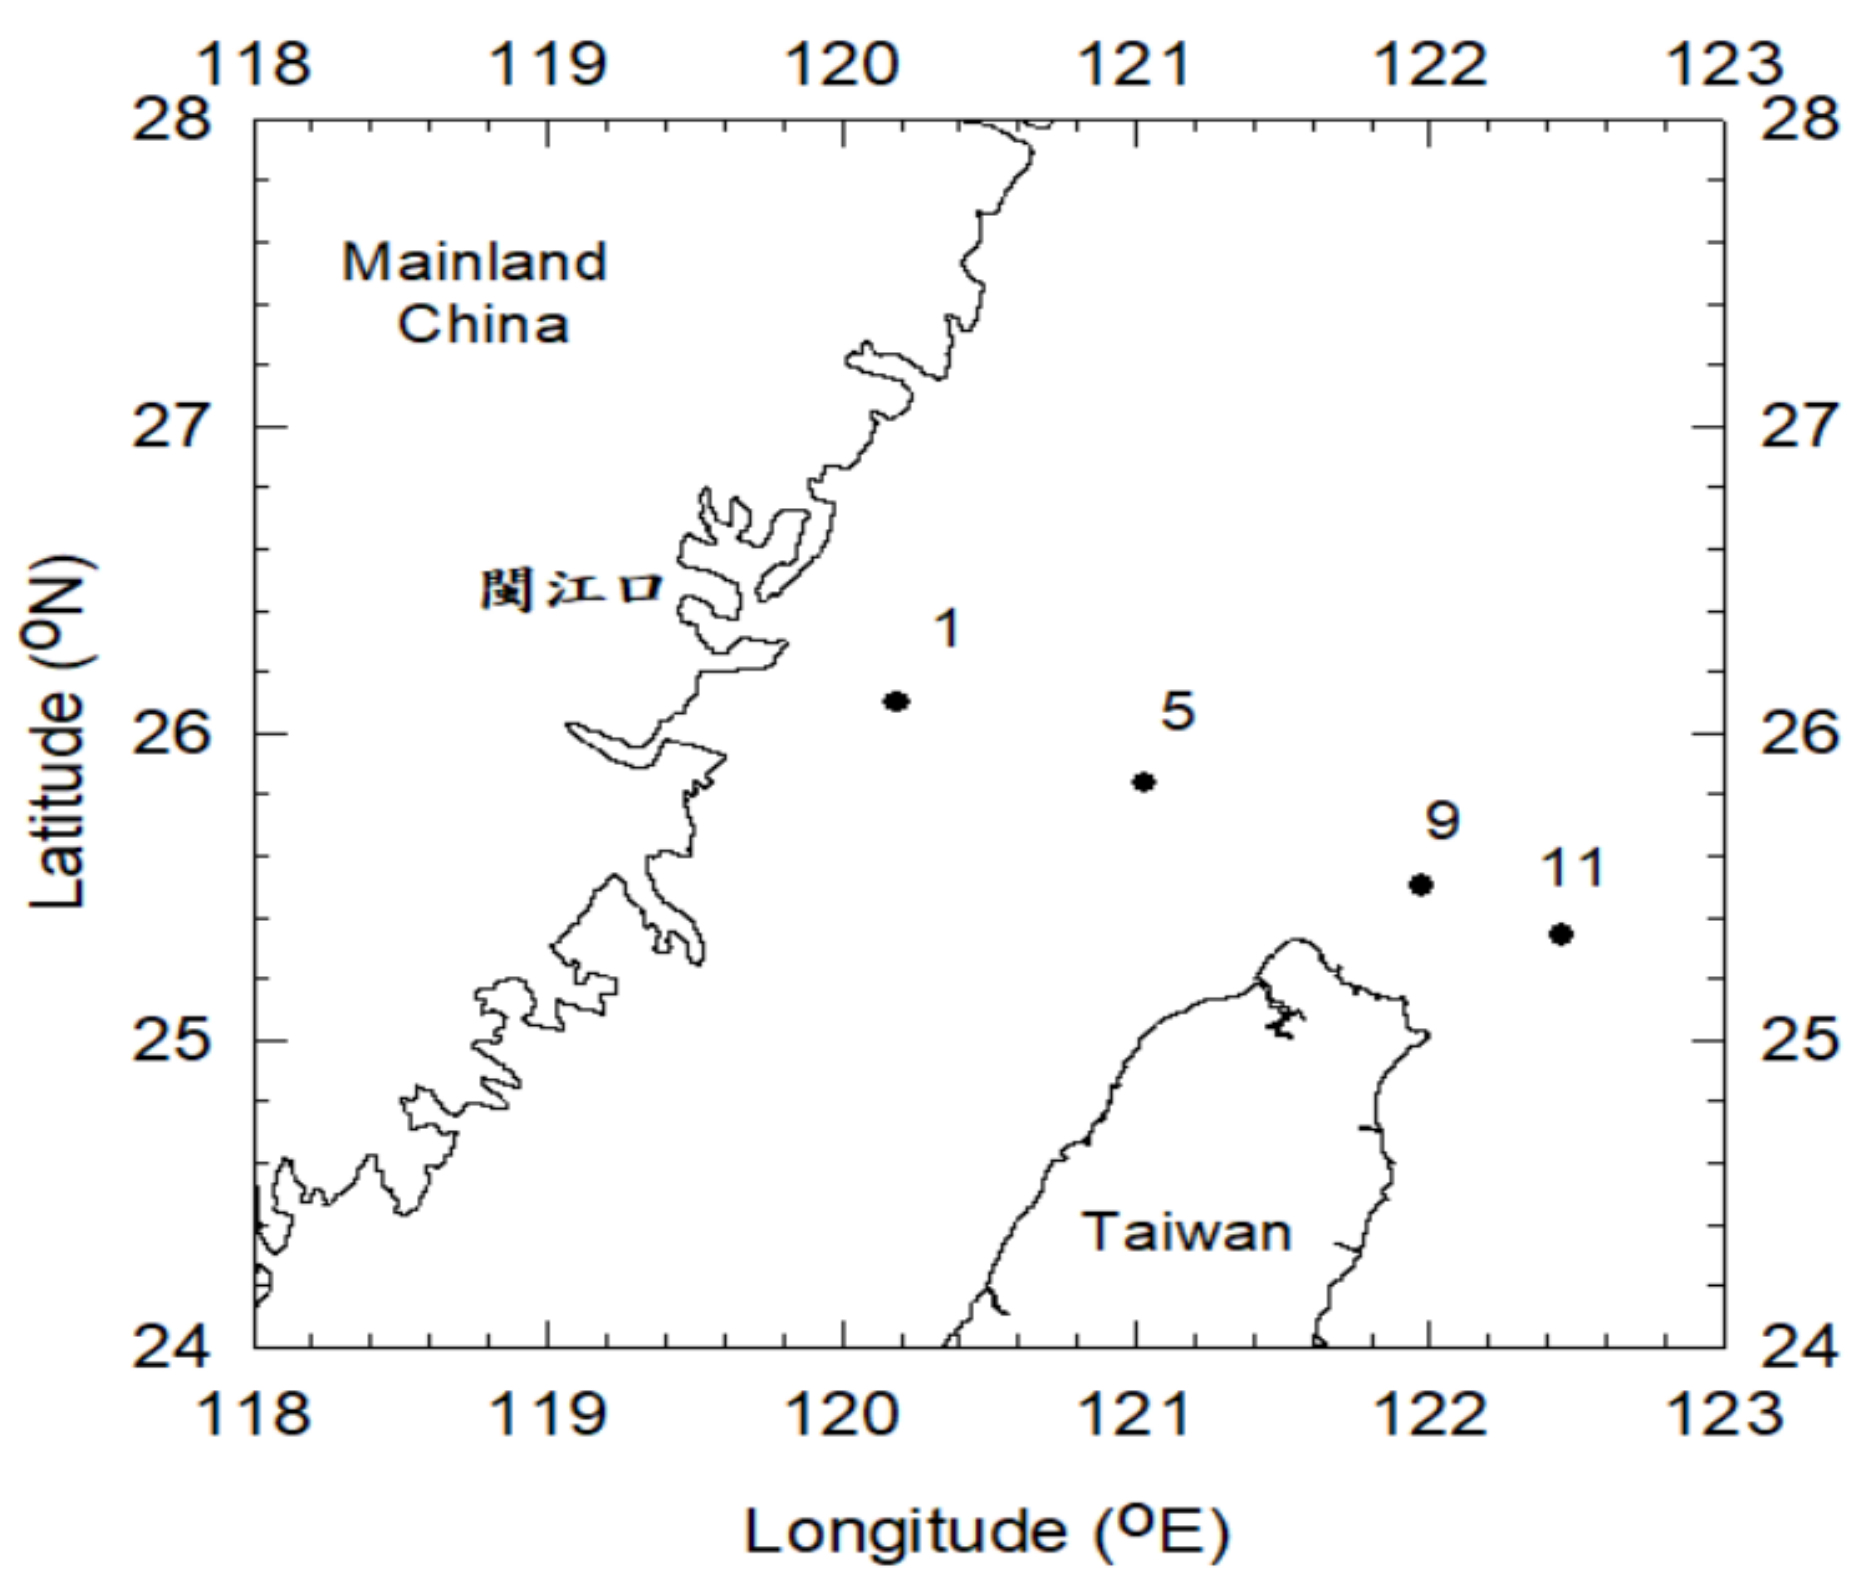 118 119 120 121 122 123
28 28
Mainland
China
27 27
閩江口
1
5
26 26
9
11
25 25
Taiwan
24 24
118 119 120 121 122 123
Latitude (ᴼN)
Longitude (ᴼE)